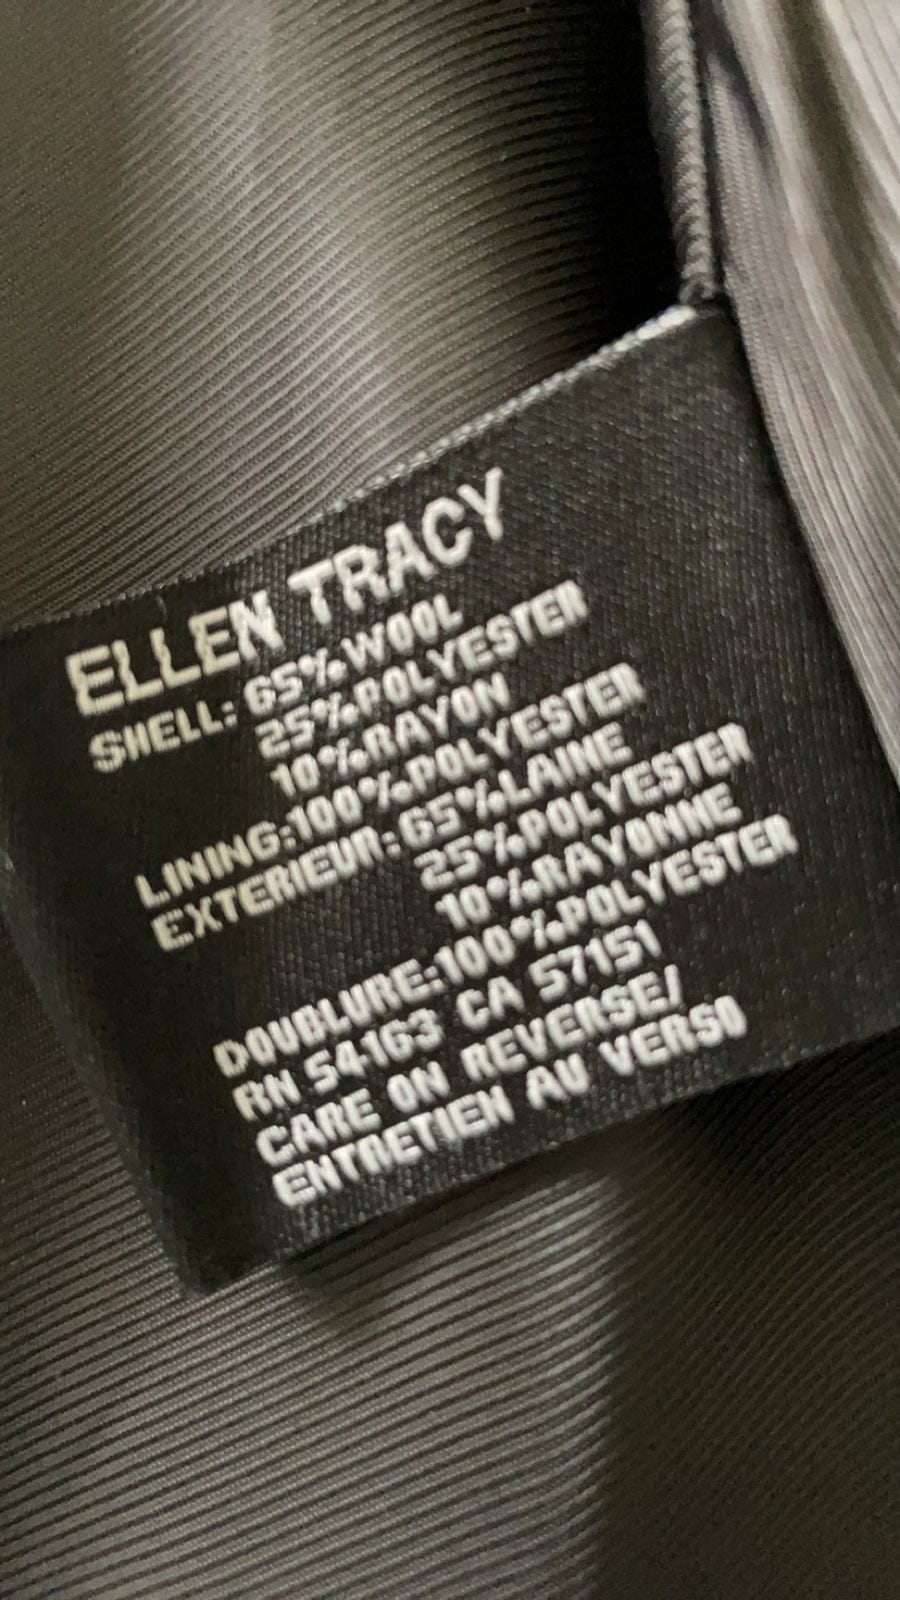 ELLEN TRACY
SHELL: 65% WOOL
25% POLYESTER
10% RAYON
LINING:100% POLYESTER
EXTERIEUR: 65% LAINE
25% POLYESTER
10% RAYONNE
DOUBLURE:100% POLYESTER
RN 54163 CA 57151
CARE ON REVERSE/
ENTRETIEN AU VERSO